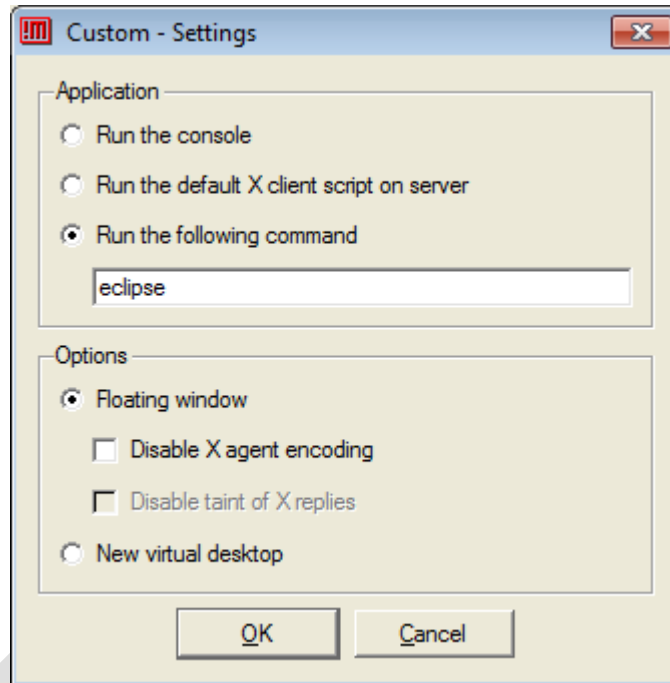 !M Custom - Settings
Application
Run the console
Run the default X client script on server
Run the following command
eclipse
Options
Floating window
Disable X agent encoding
Disable taint of X replies
New virtual desktop
OK Cancel